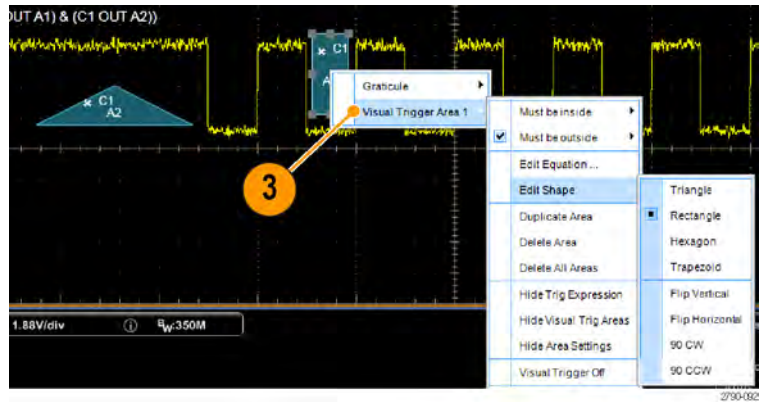 OUT A1) & (C1 OUT A2))
C1
A2
C1
A
Graticule
Visual Trigger Area 1
3
Must be inside
Must be outside
Edit Equation ...
Edit Shape
Duplicate Area
Delete Area
Delete All Areas
Hide Trig Expression
Hide Visual Trig Areas
Hide Area Settings
Visual Trigger Off
Triangle
Rectangle
Hexagon
Trapezoid
Flip Vertical
Flip Horizontal
90 CW
90 CCW
1.88V/div BW:350M